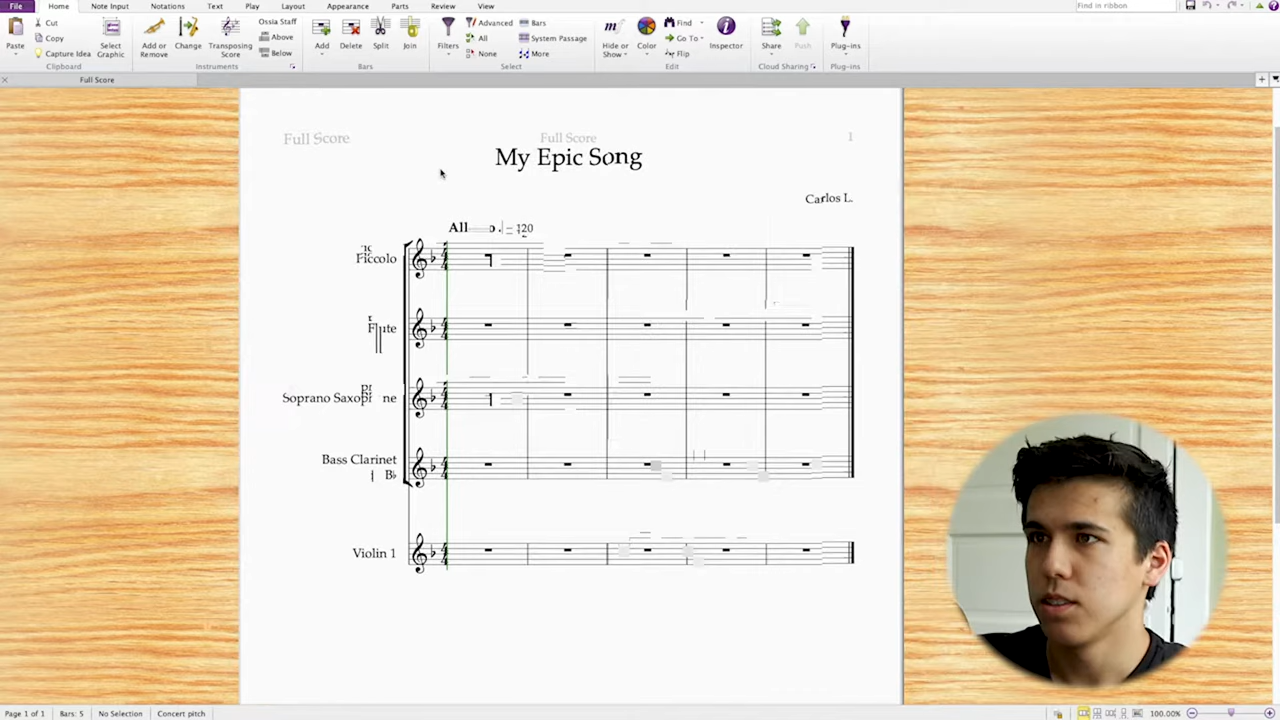 File Home Note Input Notations Text Play Layout Appearance Parts Review View Find in ribbon
Paste
Cut
Copy
Capture Idea
Select Graphic
Clipboard
Add or Remove
Change
Transposing Score
Ossia Staff
Above
Below
Instruments
Add
Delete
Split
Join
Bars
Filters
Advanced
All
None
Bars
System Passage
More
Select
Hide or Show
Color
Find
Go To
Flip
Inspector
Edit
Share
Push
Cloud Sharing
Plug-ins
Plug-ins
Full Score
Full Score
Full Score
1
My Epic Song
Carlos L.
= 120
Piccolo
Flute
Soprano
Bass Clarinet
B♭
Violin 1
Page 1 of 1 Bars: 5 No Selection Concert pitch 100.00%